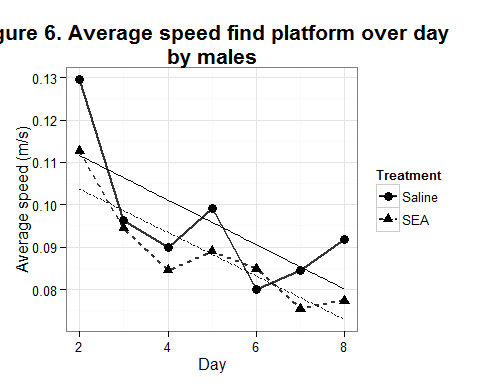 gure 6. Average speed find platform over day
by males
0.13
0.12
0.11
0.10
0.09
0.08
Average speed (m/s)
2
4
6
8
Day
Treatment
Saline
SEA